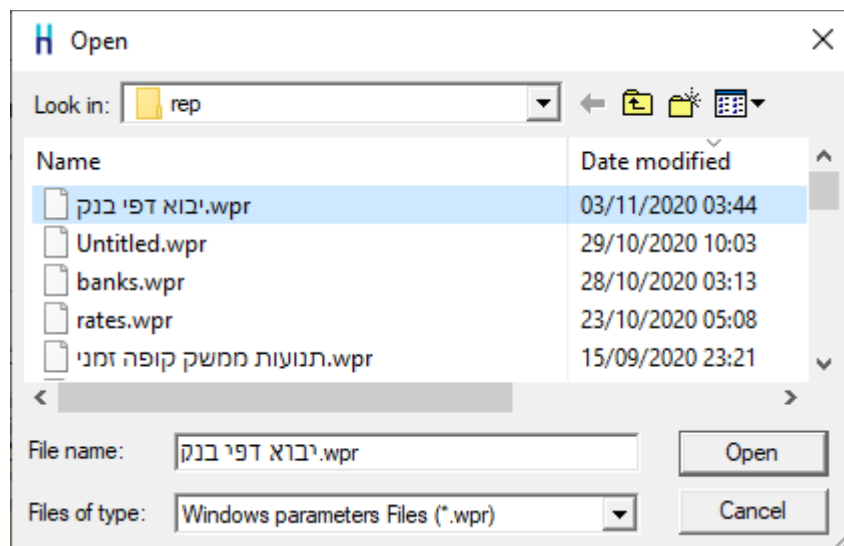 Open
Look in: rep
Name Date modified
יבוא דפי בנק.wpr 03/11/2020 03:44
Untitled.wpr 29/10/2020 10:03
banks.wpr 28/10/2020 03:13
rates.wpr 23/10/2020 05:08
תנועות ממשק קופה זמני.wpr 15/09/2020 23:21
File name: יבוא דפי בנק.wpr Open
Files of type: Windows parameters Files (*.wpr) Cancel